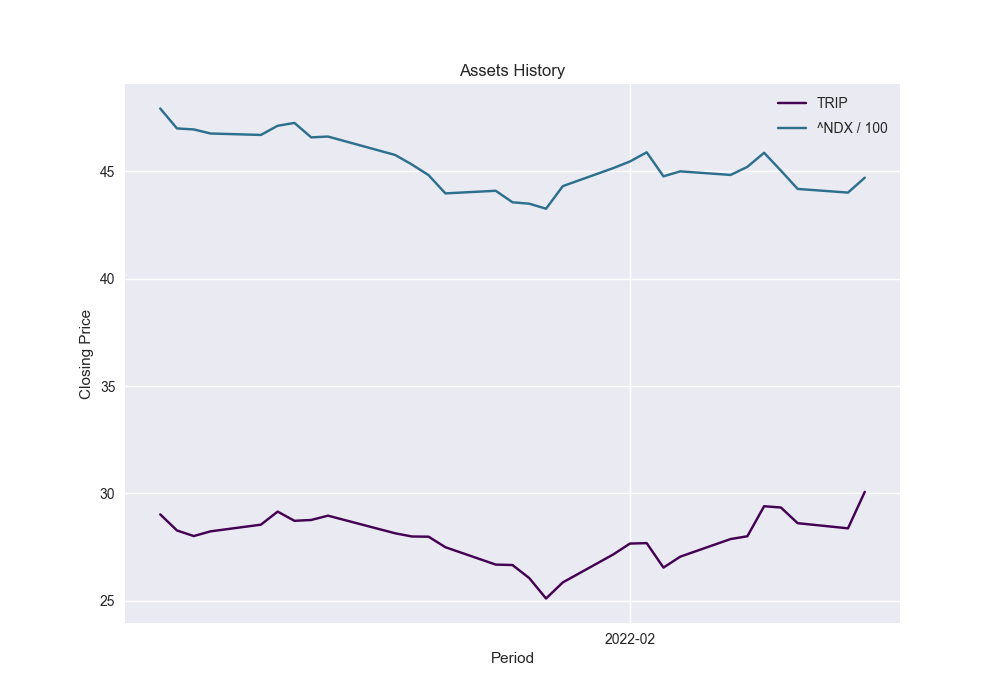 Assets History
TRIP
^NDX / 100
45
40
35
30
25
Closing Price
2022-02
Period